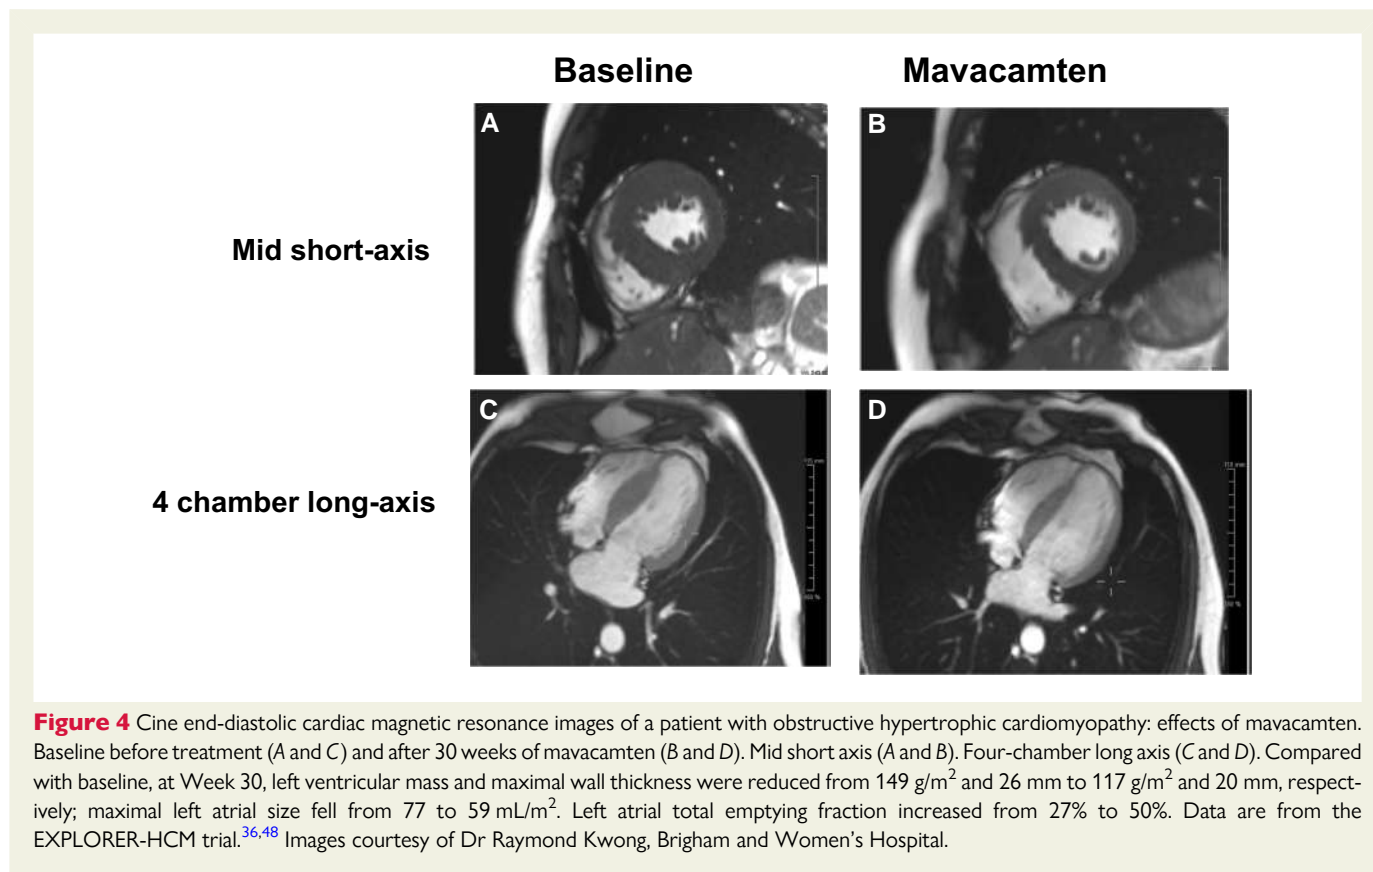 Baseline Mavacamten
A B
Mid short-axis
C D
4 chamber long-axis
Figure 4 Cine end-diastolic cardiac magnetic resonance images of a patient with obstructive hypertrophic cardiomyopathy: effects of mavacamten.
Baseline before treatment (A and C) and after 30 weeks of mavacamten (B and D). Mid short axis (A and B). Four-chamber long axis (C and D). Compared
with baseline, at Week 30, left ventricular mass and maximal wall thickness were reduced from 149 g/m² and 26 mm to 117 g/m² and 20 mm, respect-
ively; maximal left atrial size fell from 77 to 59 mL/m². Left atrial total emptying fraction increased from 27% to 50%. Data are from the
EXPLORER-HCM trial.³⁶,⁴⁸ Images courtesy of Dr Raymond Kwong, Brigham and Women's Hospital.